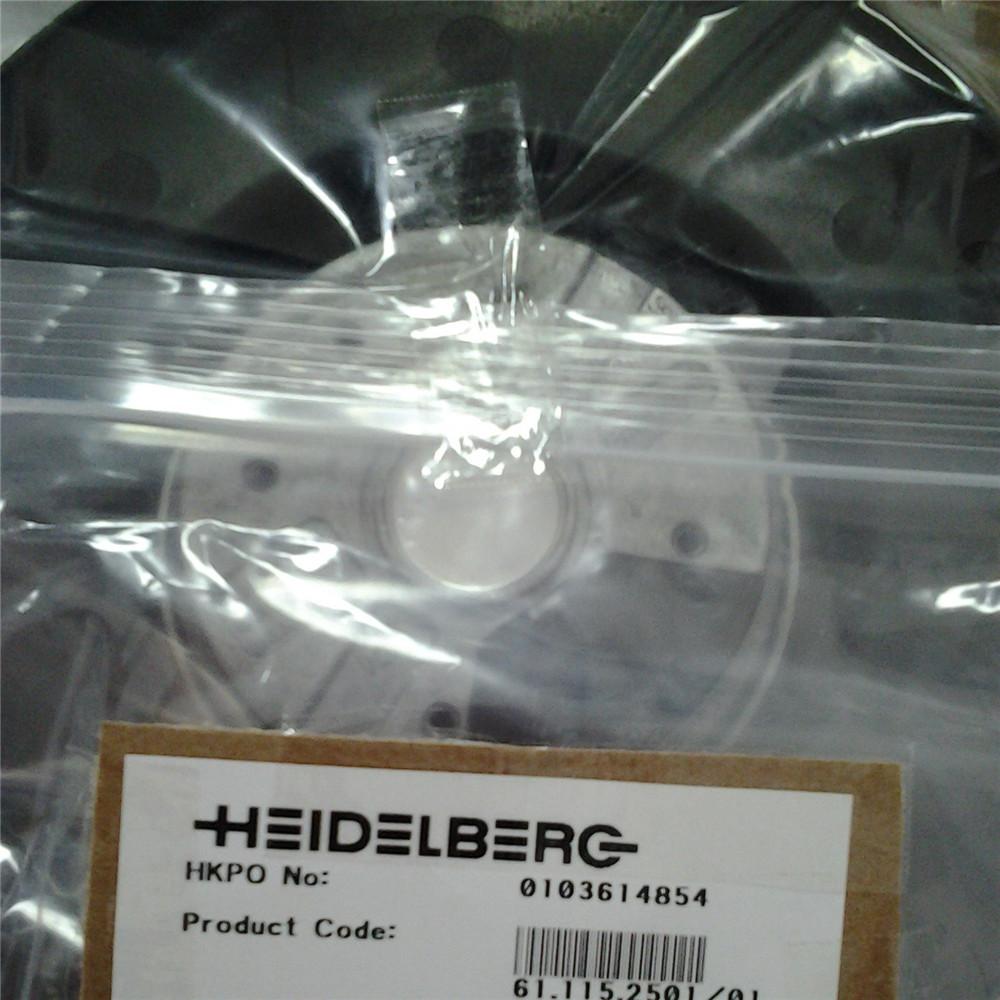 HEIDELBERG
HKPO No: 0103614854
Product Code:
61.115.2501/01